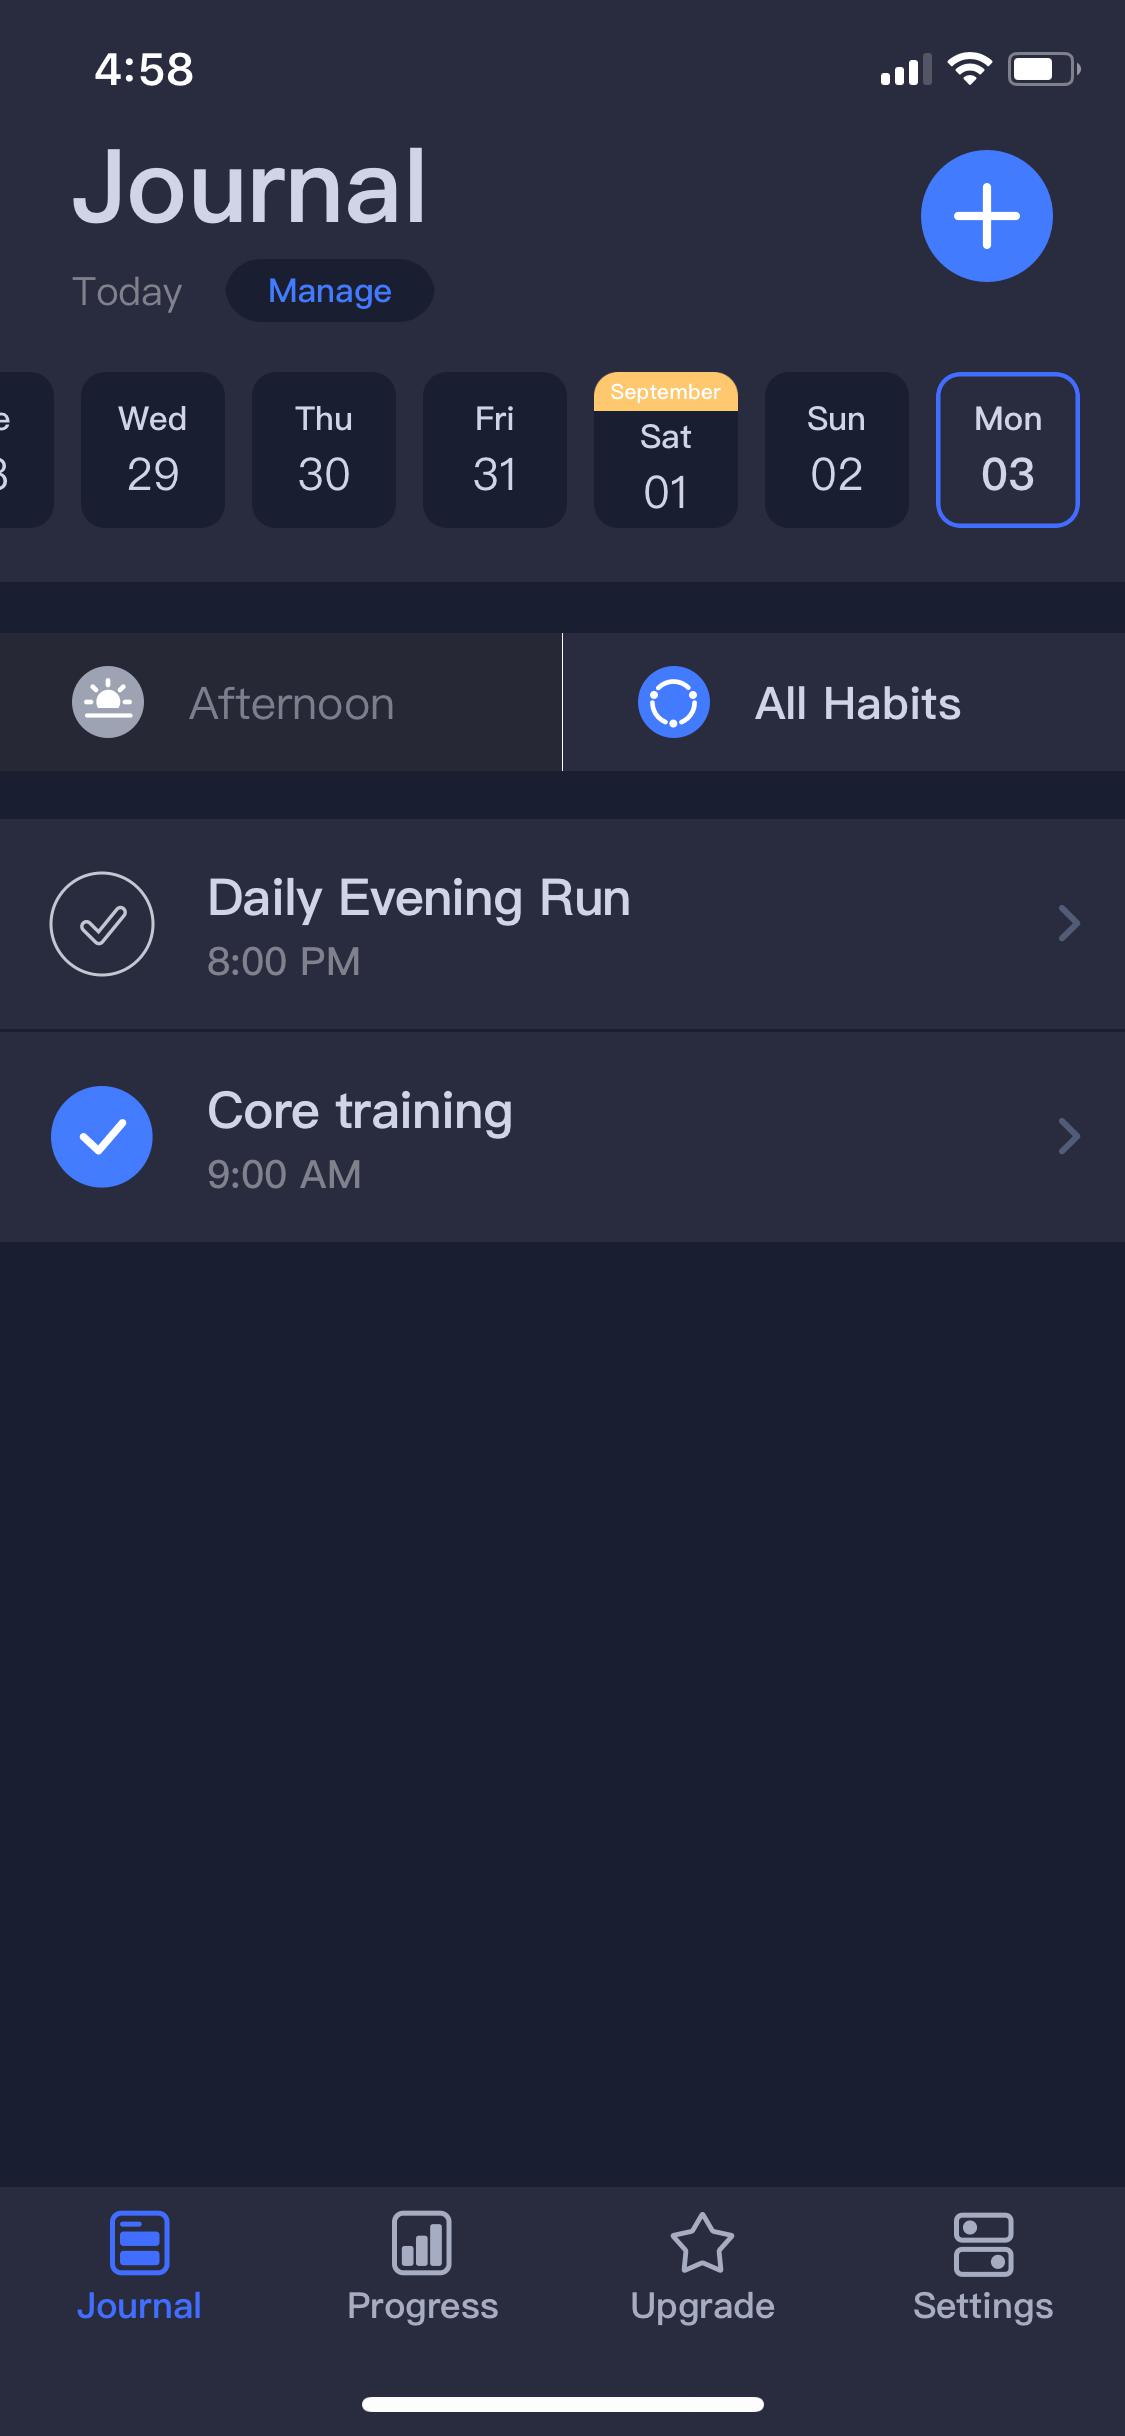 4:58
Journal
Today Manage
e Wed Thu Fri September Sat Sun Mon
3 29 30 31 01 02 03
Afternoon All Habits
Daily Evening Run
8:00 PM
Core training
9:00 AM
Journal Progress Upgrade Settings